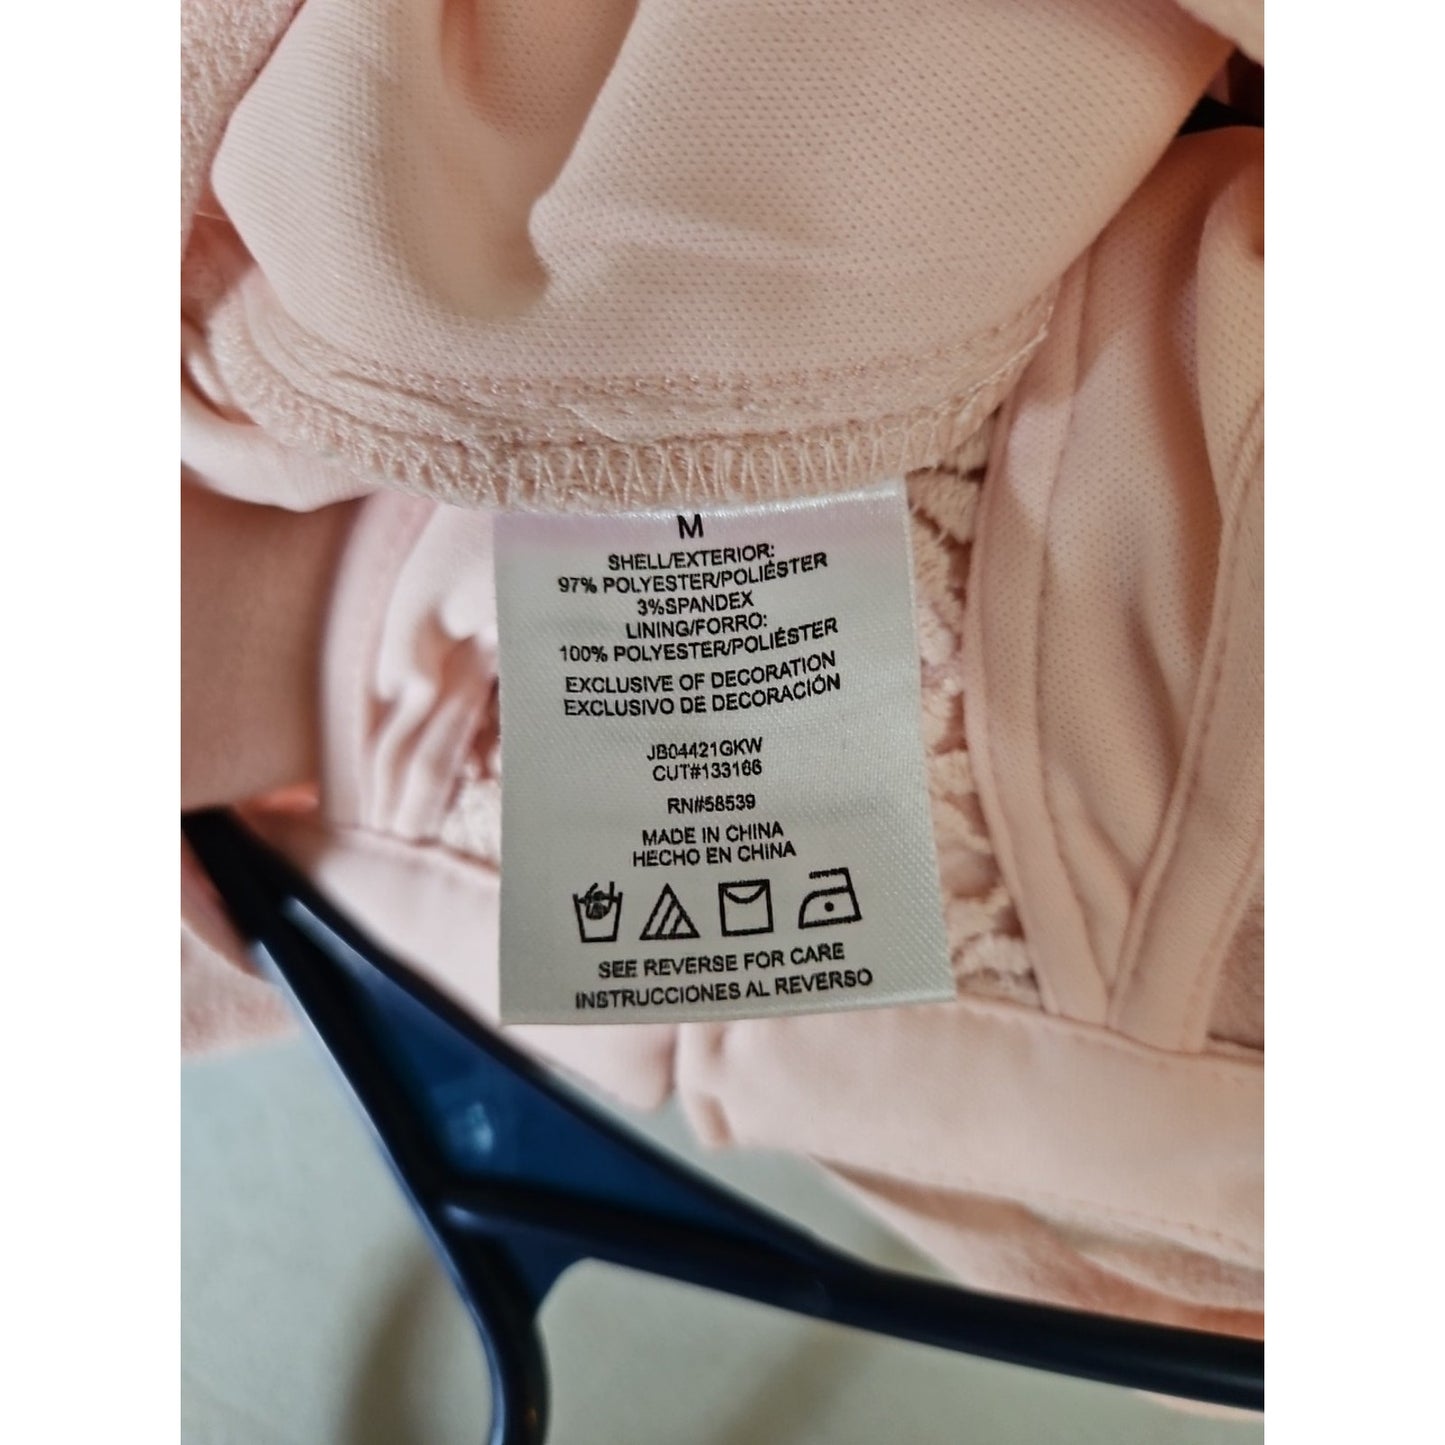 M
SHELL/EXTERIOR:
97% POLYESTER/POLIÉSTER
3%SPANDEX
LINING/FORRO:
100% POLYESTER/POLIÉSTER
EXCLUSIVE OF DECORATION
EXCLUSIVO DE DECORACIÓN
JB04421GKW
CUT#133166
RN#58539
MADE IN CHINA
HECHO EN CHINA
SEE REVERSE FOR CARE
INSTRUCCIONES AL REVERSO